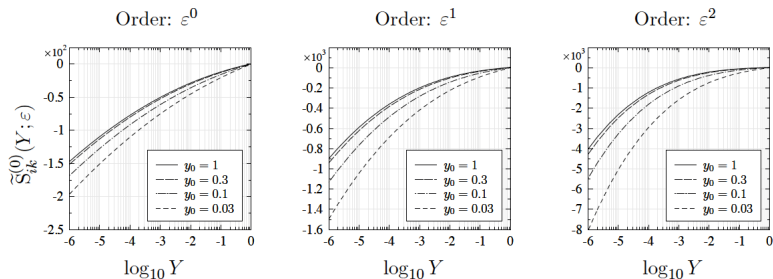 Order: ε^0 Order: ε^1 Order: ε^2
×10^2 ×10^3 ×10^3
S̃_{ik}^{(0)}(Y; ε)
0
-0.5
-1
-1.5
-2
-2.5
y_0 = 1
y_0 = 0.3
y_0 = 0.1
y_0 = 0.03
-6 -5 -4 -3 -2 -1 0
log_10 Y
0
-0.2
-0.4
-0.6
-0.8
-1
-1.2
-1.4
-1.6
y_0 = 1
y_0 = 0.3
y_0 = 0.1
y_0 = 0.03
-6 -5 -4 -3 -2 -1 0
log_10 Y
0
-1
-2
-3
-4
-5
-6
-7
-8
y_0 = 1
y_0 = 0.3
y_0 = 0.1
y_0 = 0.03
-6 -5 -4 -3 -2 -1 0
log_10 Y